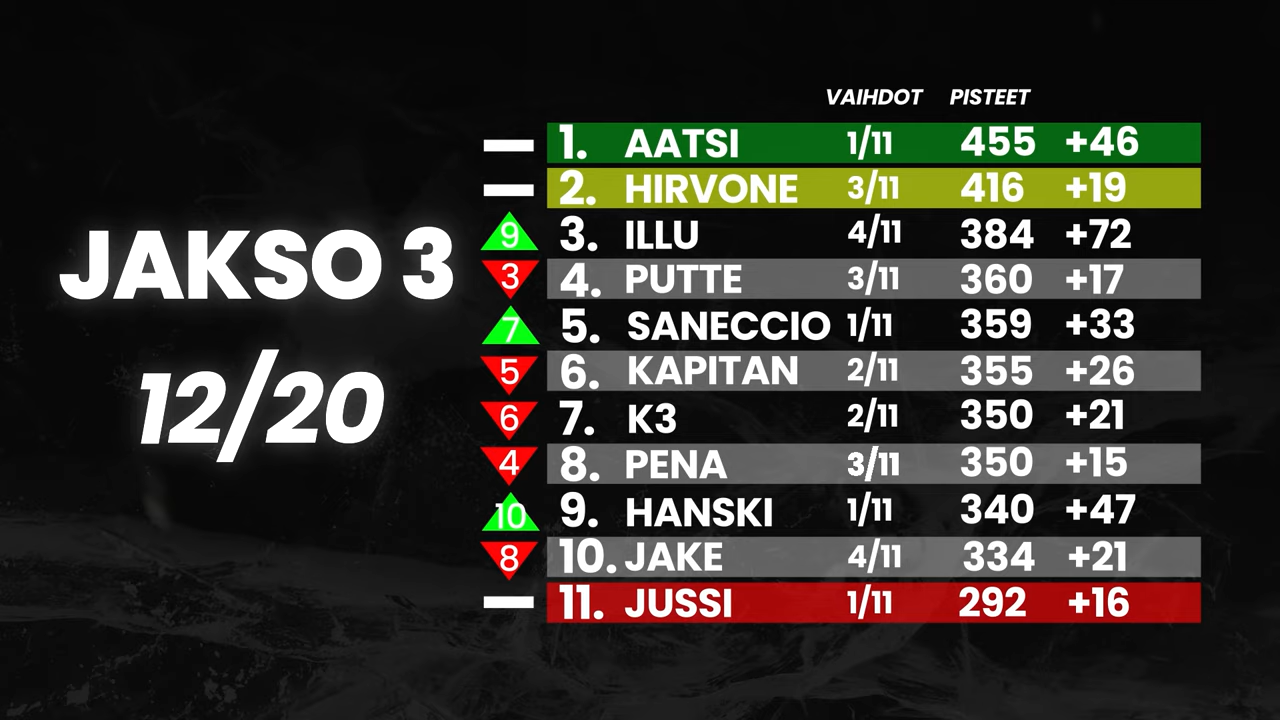 VAIHDOT PISTEET
JAKSO 3
12/20
1. AATSI 1/11 455 +46
2. HIRVONE 3/11 416 +19
9 3. ILLU 4/11 384 +72
3 4. PUTTE 3/11 360 +17
7 5. SANECCIO 1/11 359 +33
5 6. KAPITAN 2/11 355 +26
6 7. K3 2/11 350 +21
4 8. PENA 3/11 350 +15
10 9. HANSKI 1/11 340 +47
8 10. JAKE 4/11 334 +21
11. JUSSI 1/11 292 +16